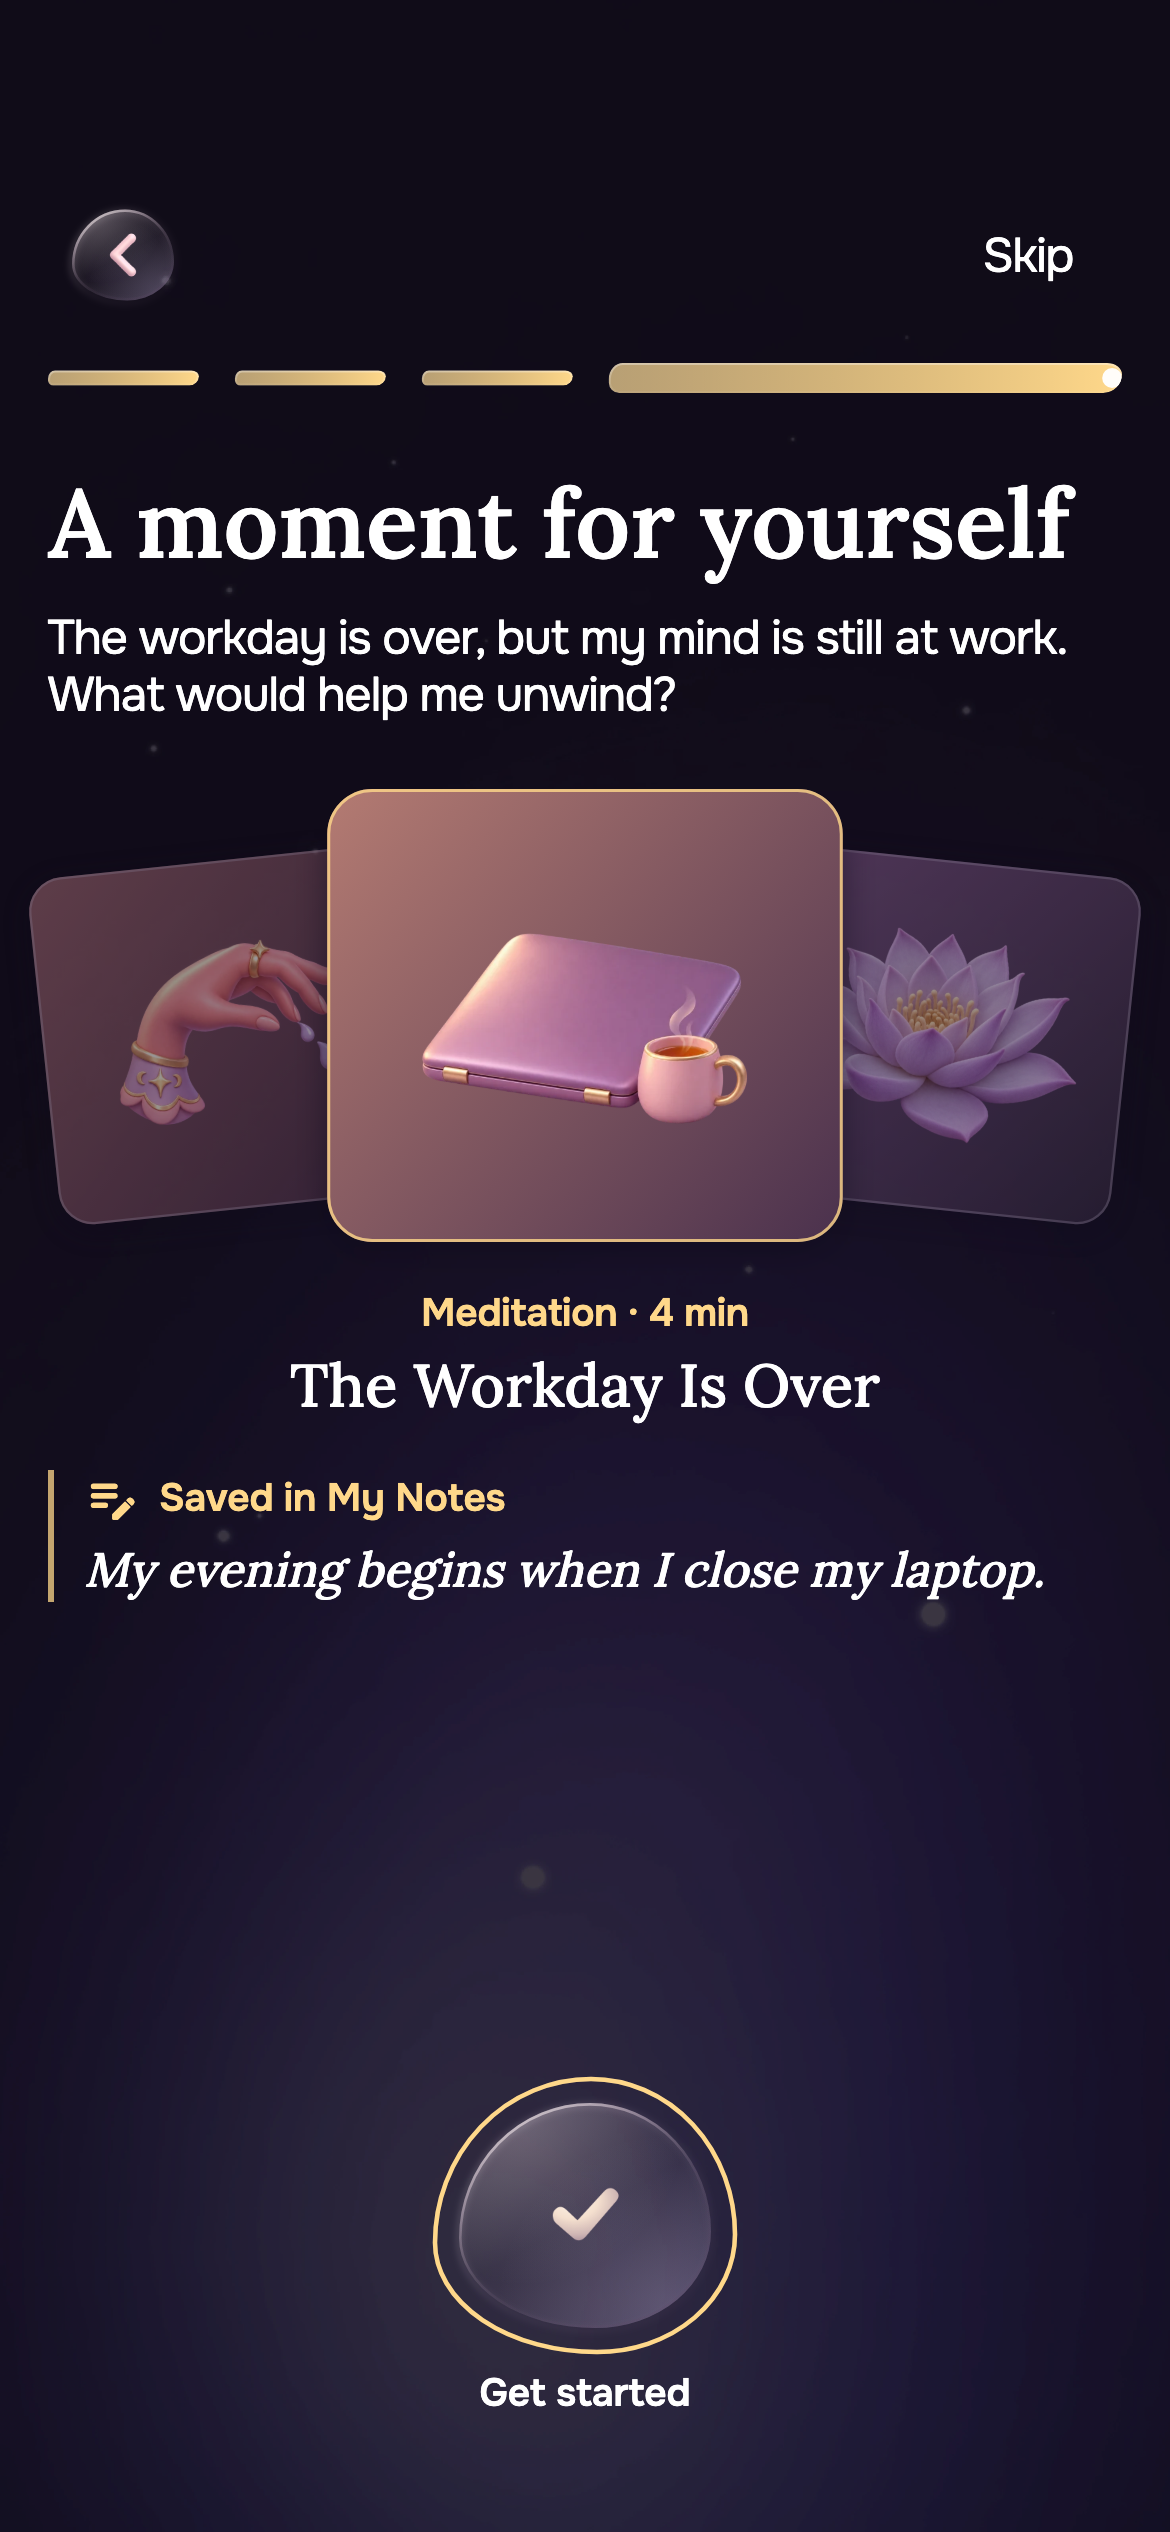 Skip
A moment for yourself
The workday is over, but my mind is still at work.
What would help me unwind?
Meditation · 4 min
The Workday Is Over
Saved in My Notes
My evening begins when I close my laptop.
Get started